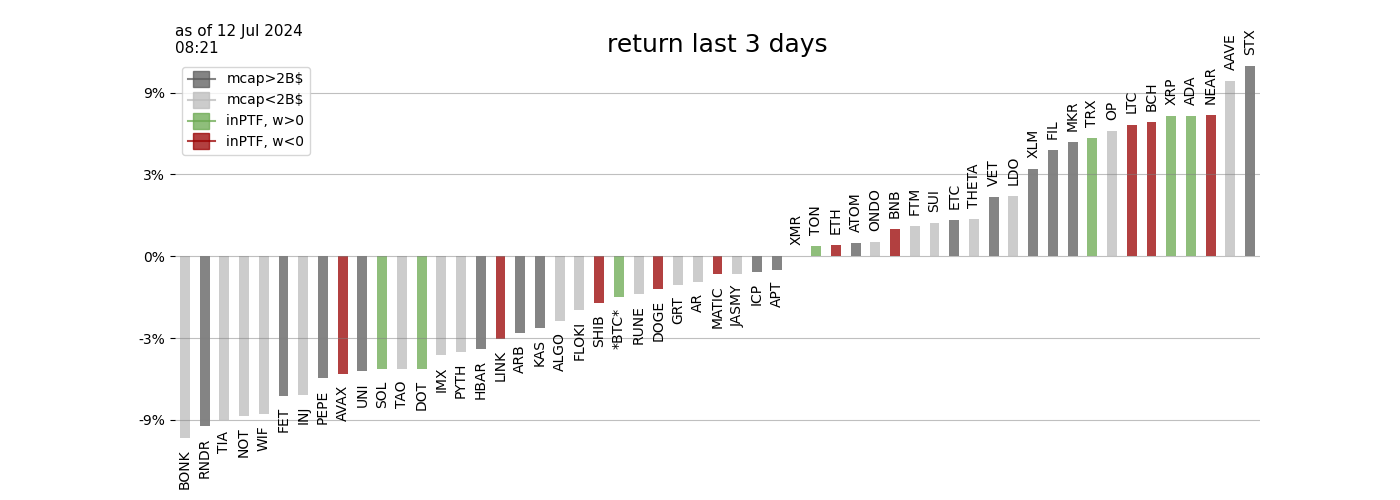 as of 12 Jul 2024
08:21
return last 3 days
mcap>2B$
mcap<2B$
inPTF, w>0
inPTF, w<0
9%
3%
0%
-3%
-9%
BONK
RNDR
TIA
NOT
WIF
FET
INJ
PEPE
AVAX
UNI
SOL
TAO
DOT
IMX
PYTH
HBAR
LINK
ARB
KAS
ALGO
FLOKI
SHIB
*BTC*
RUNE
DOGE
GRT
AR
MATIC
JASMY
ICP
APT
XMR
TON
ETH
ATOM
ONDO
BNB
FTM
SUI
ETC
THETA
VET
LDO
XLM
FIL
MKR
TRX
OP
LTC
BCH
XRP
ADA
NEAR
AAVE
STX